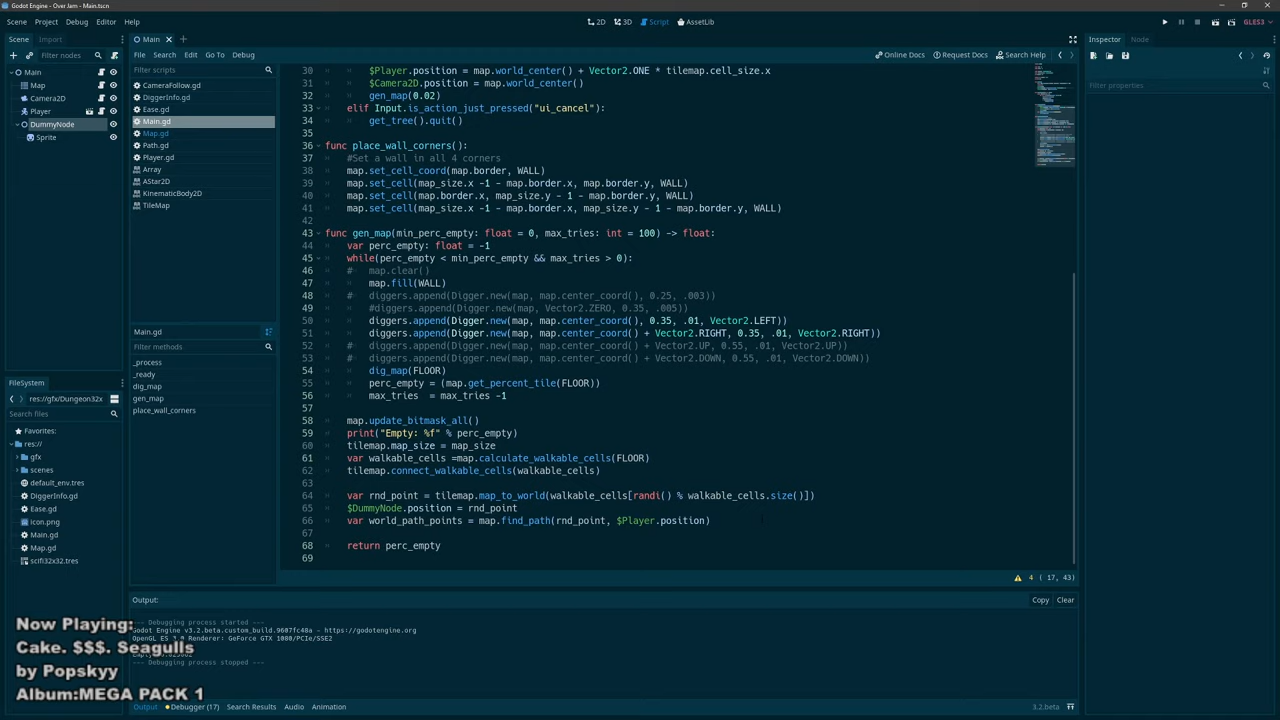 Godot Engine - Over Jam - Main.tscn
Scene Project Debug Editor Help
2D 3D Script AssetLib
GLES3
Scene Import
Filter nodes
Main
Map
Camera2D
Player
DummyNode
Sprite
FileSystem
res://gfx/Dungeon32x
Search files
Favorites:
res://
gfx
scenes
default_env.tres
DiggerInfo.gd
Ease.gd
icon.png
Main.gd
Map.gd
scifi32x32.tres
Main
File Search Edit Go To Debug
Online Docs Request Docs Search Help
Filter scripts
CameraFollow.gd
DiggerInfo.gd
Ease.gd
Main.gd
Map.gd
Path.gd
Player.gd
Array
AStar2D
KinematicBody2D
TileMap
Main.gd
Filter methods
_process
_ready
dig_map
gen_map
place_wall_corners
30 $Player.position = map.world_center() + Vector2.ONE * tilemap.cell_size.x
31 $Camera2D.position = map.world_center()
32 gen_map(0.02)
33 elif Input.is_action_just_pressed("ui_cancel"):
34 get_tree().quit()
35
36 func place_wall_corners():
37 #Set a wall in all 4 corners
38 map.set_cell_coord(map.border, WALL)
39 map.set_cell(map_size.x -1 - map.border.x, map.border.y, WALL)
40 map.set_cell(map.border.x, map_size.y - 1 - map.border.y, WALL)
41 map.set_cell(map_size.x -1 - map.border.x, map_size.y - 1 - map.border.y, WALL)
42
43 func gen_map(min_perc_empty: float = 0, max_tries: int = 100) -> float:
44 var perc_empty: float = -1
45 while(perc_empty < min_perc_empty && max_tries > 0):
46 # map.clear()
47 map.fill(WALL)
48 # diggers.append(Digger.new(map, map.center_coord(), 0.25, .003))
49 #diggers.append(Digger.new(map, Vector2.ZERO, 0.35, .005))
50 diggers.append(Digger.new(map, map.center_coord(), 0.35, .01, Vector2.LEFT))
51 diggers.append(Digger.new(map, map.center_coord() + Vector2.RIGHT, 0.35, .01, Vector2.RIGHT))
52 # diggers.append(Digger.new(map, map.center_coord() + Vector2.UP, 0.55, .01, Vector2.UP))
53 # diggers.append(Digger.new(map, map.center_coord() + Vector2.DOWN, 0.55, .01, Vector2.DOWN))
54 dig_map(FLOOR)
55 perc_empty = (map.get_percent_tile(FLOOR))
56 max_tries = max_tries -1
57
58 map.update_bitmask_all()
59 print("Empty: %f" % perc_empty)
60 tilemap.map_size = map_size
61 var walkable_cells =map.calculate_walkable_cells(FLOOR)
62 tilemap.connect_walkable_cells(walkable_cells)
63
64 var rnd_point = tilemap.map_to_world(walkable_cells[randi() % walkable_cells.size()])
65 $DummyNode.position = rnd_point
66 var world_path_points = map.find_path(rnd_point, $Player.position)
67
68 return perc_empty
69
4 ( 17, 43)
Output:
Copy Clear
--- Debugging process started ---
Godot Engine v3.2.beta.custom_build.9607fc40a - https://godotengine.org
OpenGL ES 3.0 Renderer: GeForce GTX 1080/PCIe/SSE2
--- Debugging process stopped ---
Output Debugger (17) Search Results Audio Animation
3.2.beta
Inspector Node
Filter properties
Now Playing:
Cake. $$$. Seagulls
by Popskyy
Album:MEGA PACK 1